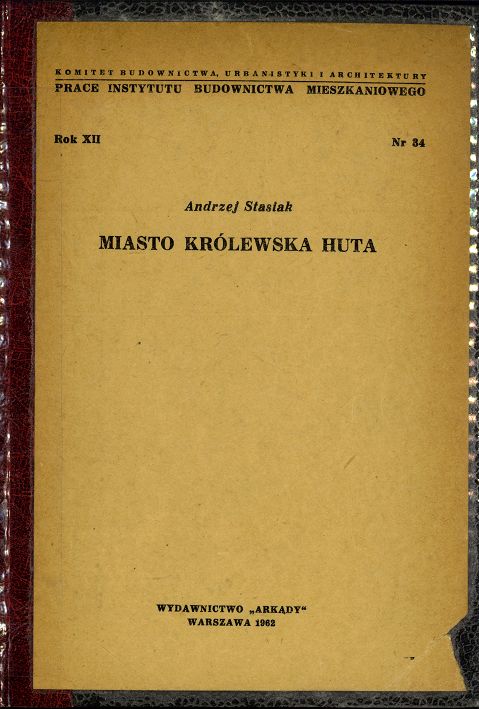 KOMITET BUDOWNICTWA, URBANISTYKI I ARCHITEKTURY
PRACE INSTYTUTU BUDOWNICTWA MIESZKANIOWEGO
Rok XII
Nr 34
Andrzej Stasiak
MIASTO KRÓLEWSKA HUTA
WYDAWNICTWO „ARKADY“
WARSZAWA 1962